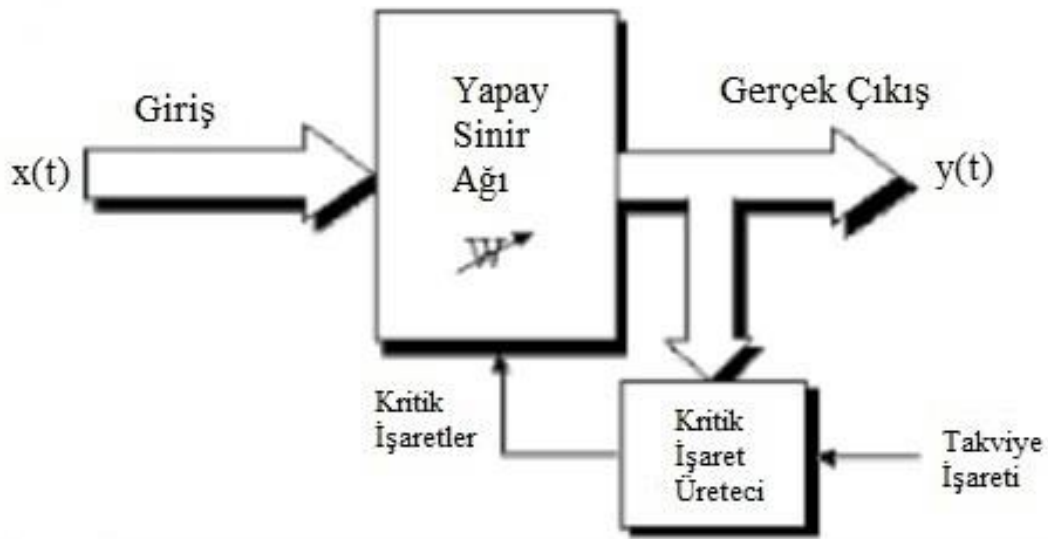 Giriş
x(t)
Yapay
Sinir
Ağı
W
Gerçek Çıkış
y(t)
Kritik
İşaretler
Kritik
İşaret
Üreteci
Takviye
İşareti